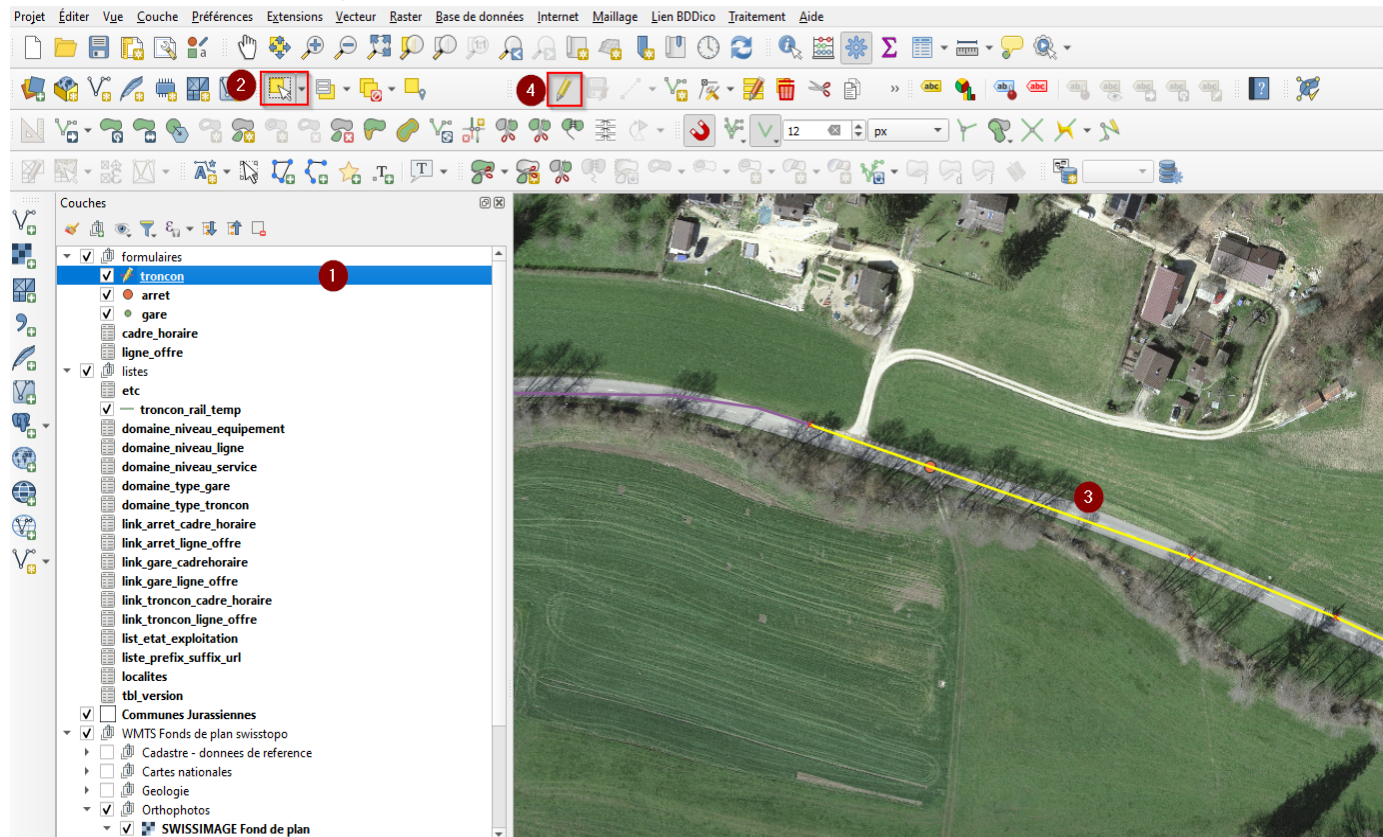 Projet Éditer Vue Couche Préférences Extensions Vecteur Raster Base de données Internet Maillage Lien BDDico Traitement Aide
2
4
abc
abc
12
px
Couches
formulaires
troncon
1
arret
gare
cadre_horaire
ligne_offre
listes
etc
troncon_rail_temp
domaine_niveau_equipement
domaine_niveau_ligne
domaine_niveau_service
domaine_type_gare
domaine_type_troncon
link_arret_cadre_horaire
link_arret_ligne_offre
link_gare_cadrehoraire
link_gare_ligne_offre
link_troncon_cadre_horaire
link_troncon_ligne_offre
list_etat_exploitation
liste_prefix_suffix_url
localites
tbl_version
Communes Jurassiennes
WMTS Fonds de plan swisstopo
Cadastre - donnees de reference
Cartes nationales
Geologie
Orthophotos
SWISSIMAGE Fond de plan
3